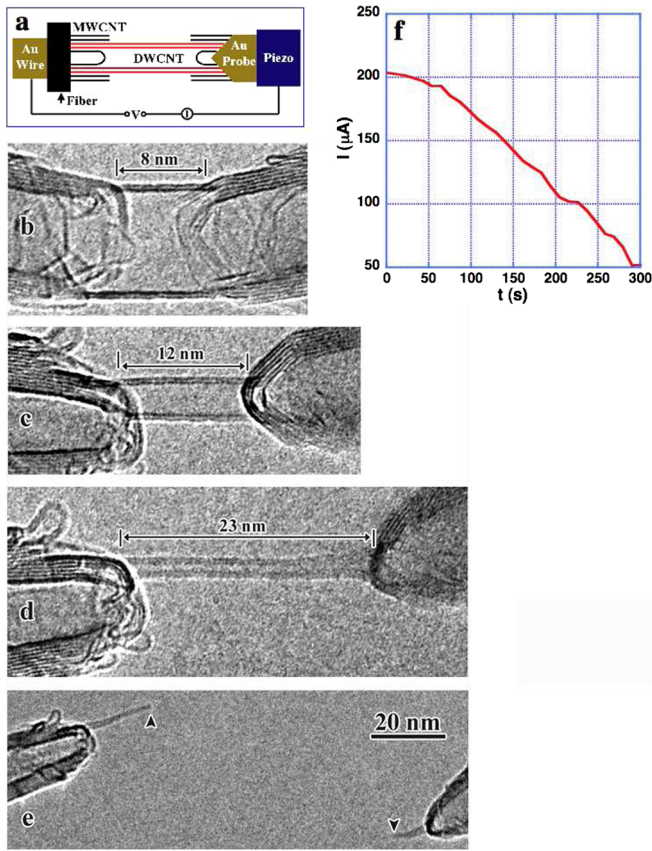 a
MWCNT
Au
Wire
DWCNT
Au
Probe
Piezo
Fiber
V
I
b
8 nm
c
12 nm
d
23 nm
e
20 nm
f
I (μA)
250
200
150
100
50
0 50 100 150 200 250 300
t (s)